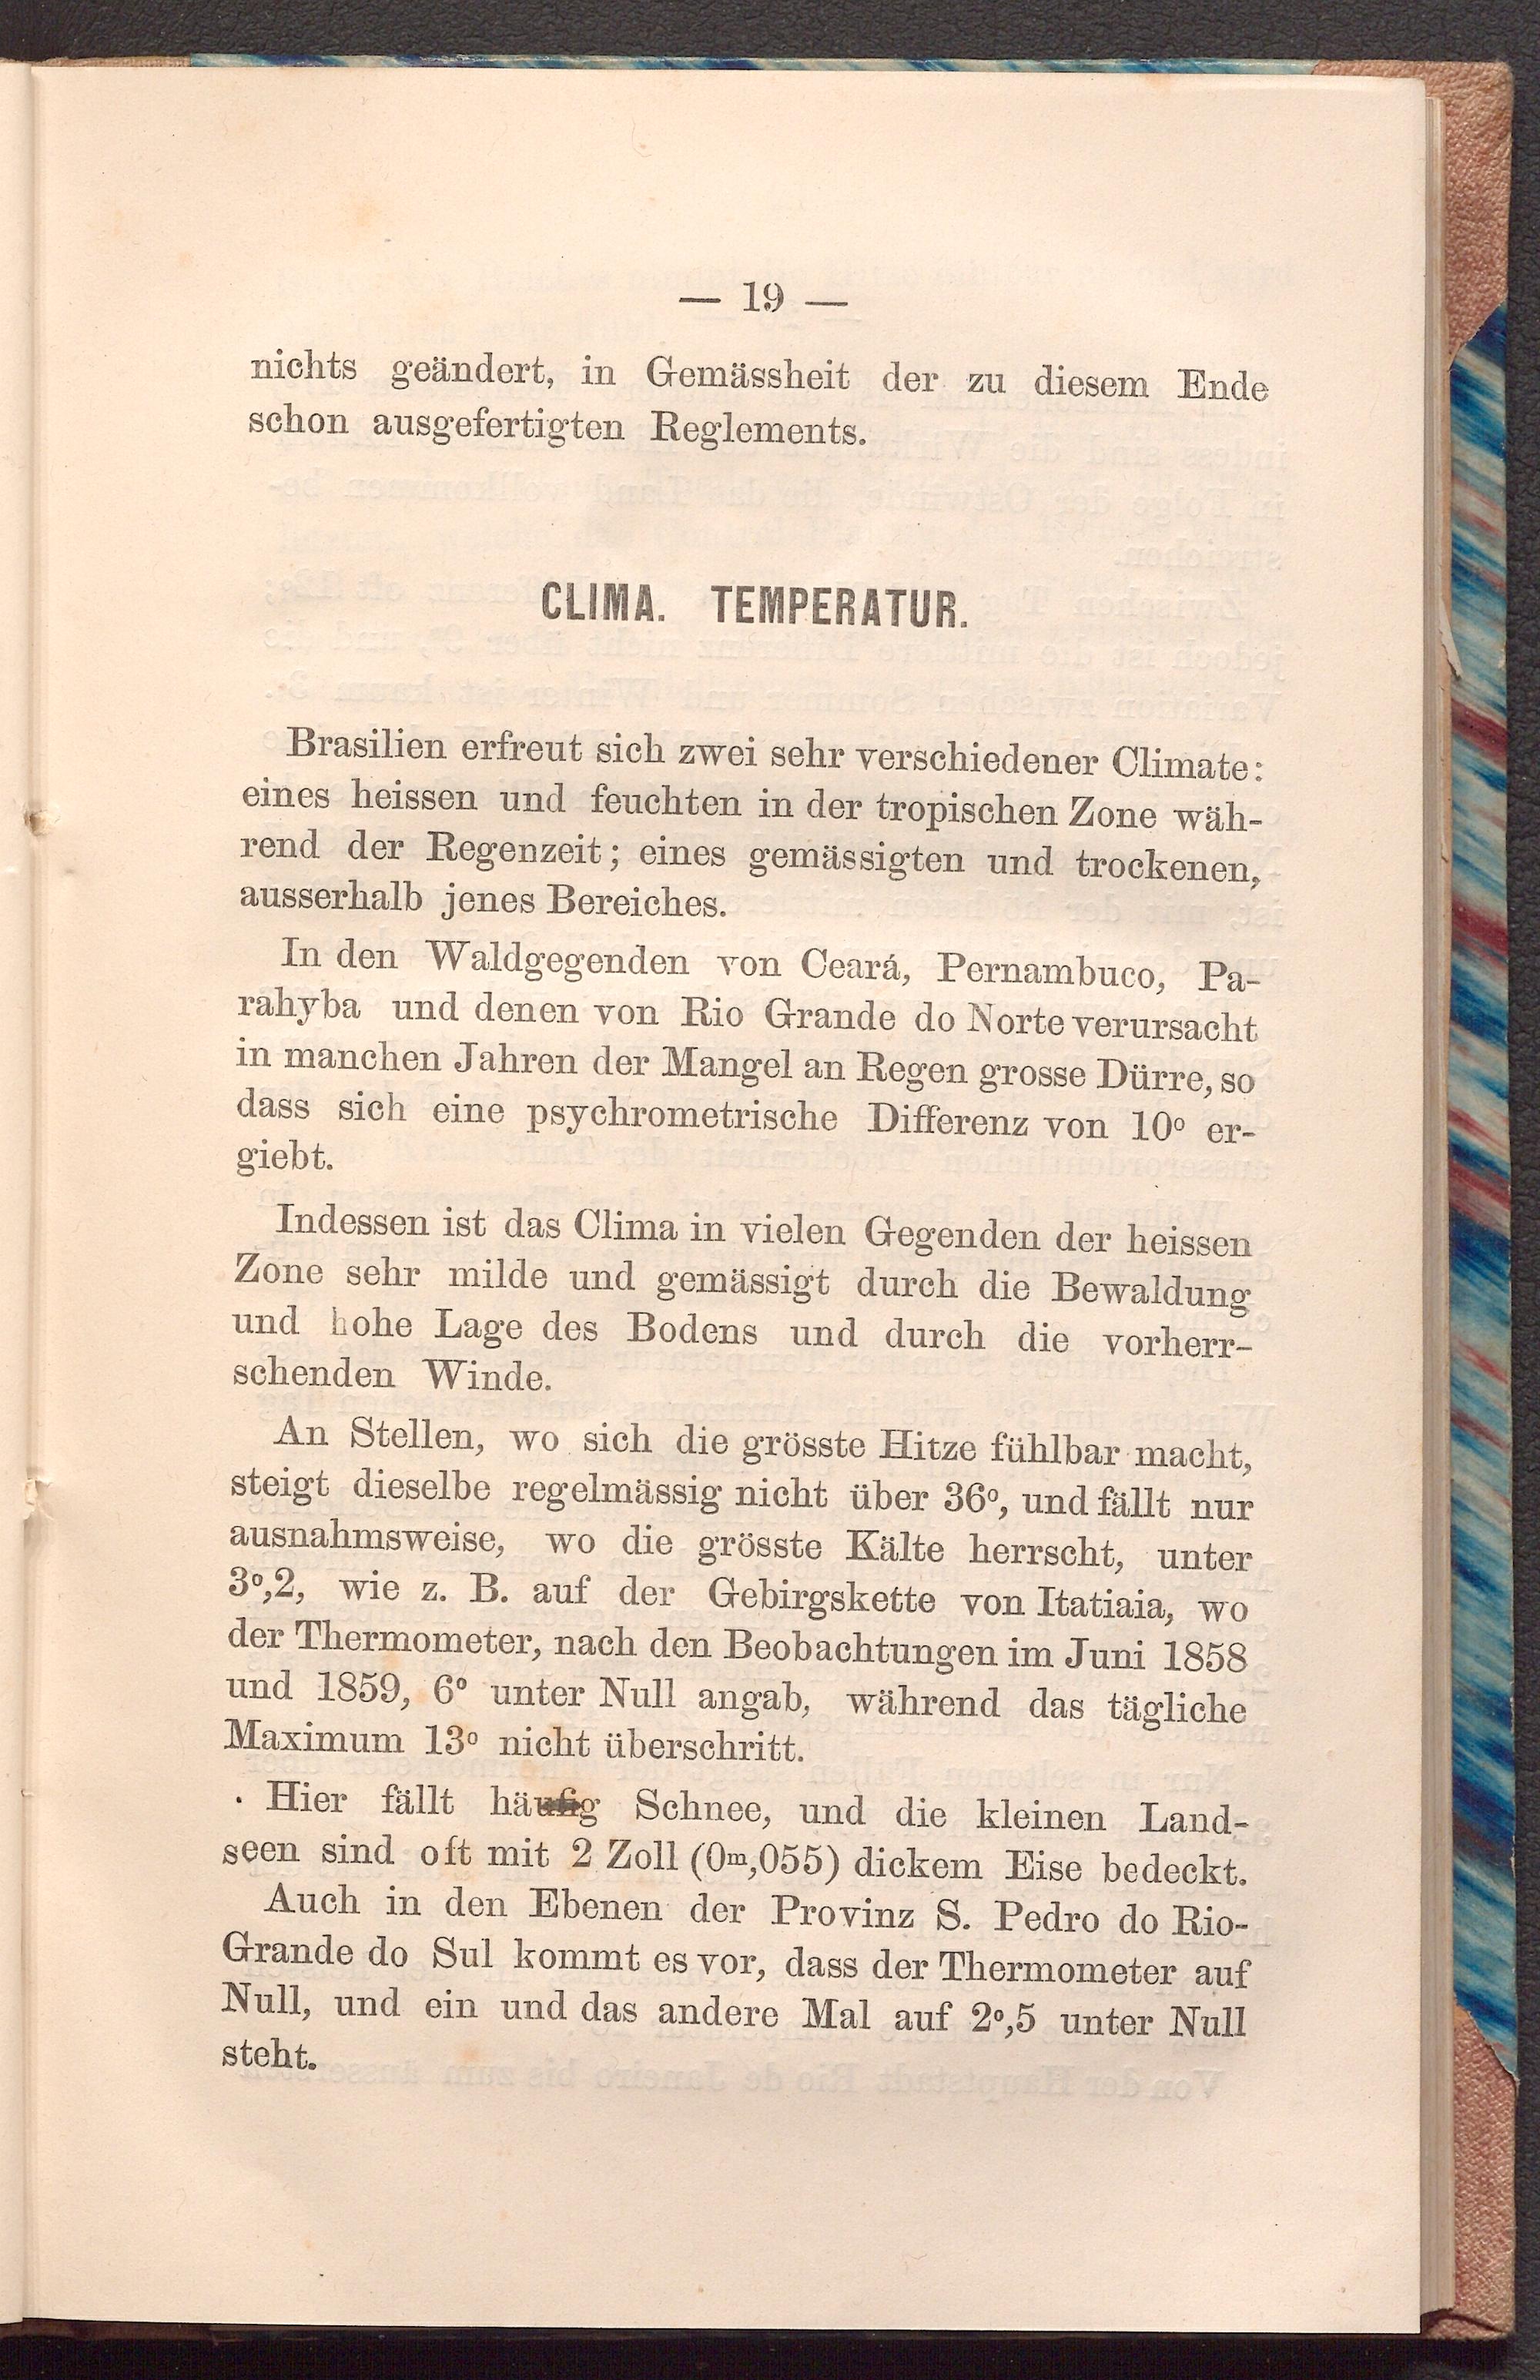 — 19 —
nichts geändert, in Gemässheit der zu diesem Ende
schon ausgefertigten Reglements.
CLIMA. TEMPERATUR.
Brasilien erfreut sich zwei sehr verschiedener Climate:
eines heissen und feuchten in der tropischen Zone wäh-
rend der Regenzeit; eines gemässigten und trockenen,
ausserhalb jenes Bereiches.
In den Waldgegenden von Ceará, Pernambuco, Pa-
rahyba und denen von Rio Grande do Norte verursacht
in manchen Jahren der Mangel an Regen grosse Dürre, so
dass sich eine psychrometrische Differenz von 10º er-
giebt.
Indessen ist das Clima in vielen Gegenden der heissen
Zone sehr milde und gemässigt durch die Bewaldung
und hohe Lage des Bodens und durch die vorherr-
schenden Winde.
An Stellen, wo sich die grösste Hitze fühlbar macht,
steigt dieselbe regelmässig nicht über 36º, und fällt nur
ausnahmsweise, wo die grösste Kälte herrscht, unter
3º,2, wie z. B. auf der Gebirgskette von Itatiaia, wo
der Thermometer, nach den Beobachtungen im Juni 1858
und 1859, 6º unter Null angab, während das tägliche
Maximum 13º nicht überschritt.
Hier fällt häufig Schnee, und die kleinen Land-
seen sind oft mit 2 Zoll (0ᵐ,055) dickem Eise bedeckt.
Auch in den Ebenen der Provinz S. Pedro do Rio-
Grande do Sul kommt es vor, dass der Thermometer auf
Null, und ein und das andere Mal auf 2º,5 unter Null
steht.